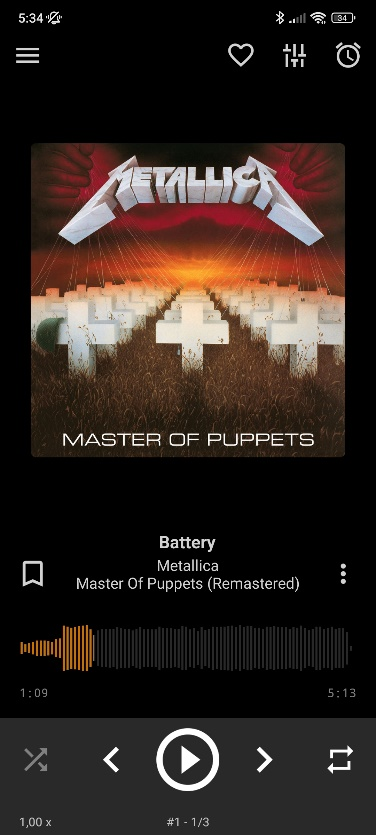 5:34
34
METALLICA
MASTER OF PUPPETS
Battery
Metallica
Master Of Puppets (Remastered)
1:09
5:13
1,00 x
#1 - 1/3